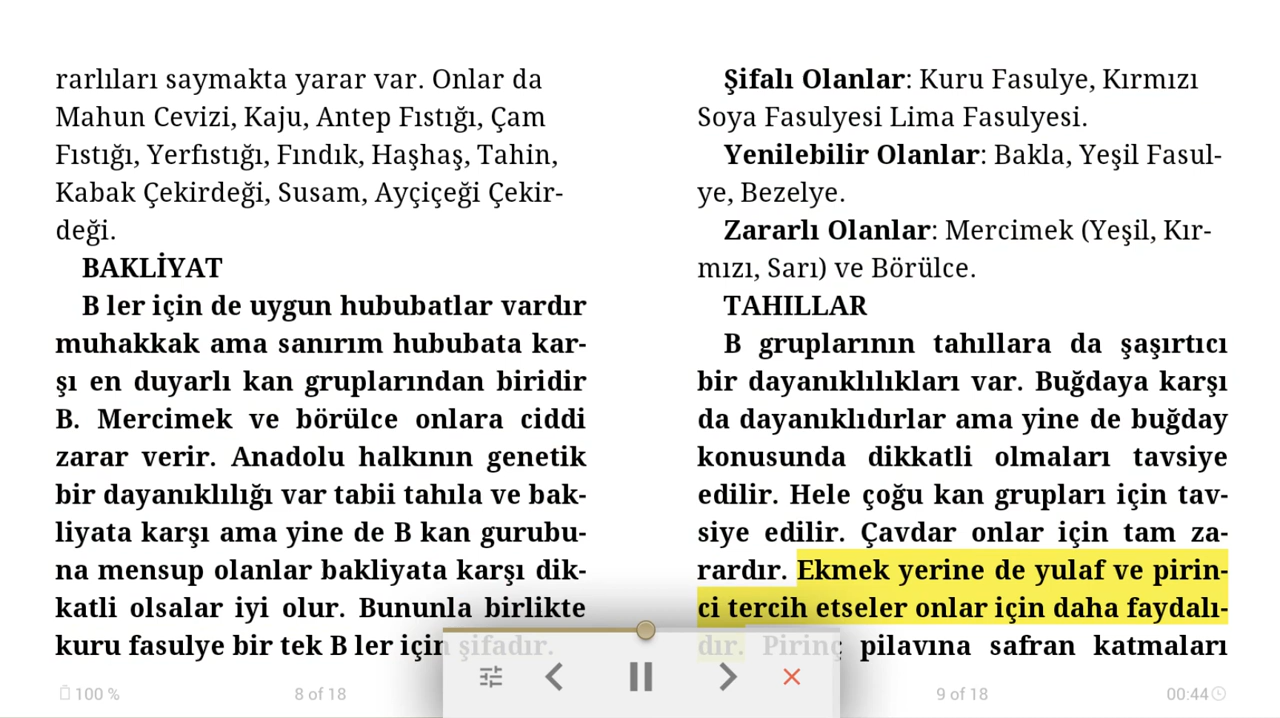 rarlıları saymakta yarar var. Onlar da
Mahun Cevizi, Kaju, Antep Fıstığı, Çam
Fıstığı, Yerfıstığı, Fındık, Haşhaş, Tahin,
Kabak Çekirdeği, Susam, Ayçiçeği Çekir-
deği.
BAKLİYAT
B ler için de uygun hububatlar vardır
muhakkak ama sanırım hububata kar-
şı en duyarlı kan gruplarından biridir
B. Mercimek ve börülce onlara ciddi
zarar verir. Anadolu halkının genetik
bir dayanıklılığı var tabii tahıla ve bak-
liyata karşı ama yine de B kan gurubu-
na mensup olanlar bakliyata karşı dik-
katli olsalar iyi olur. Bununla birlikte
kuru fasulye bir tek B ler için şifadır.
Şifalı Olanlar: Kuru Fasulye, Kırmızı
Soya Fasulyesi Lima Fasulyesi.
Yenilebilir Olanlar: Bakla, Yeşil Fasul-
ye, Bezelye.
Zararlı Olanlar: Mercimek (Yeşil, Kır-
mızı, Sarı) ve Börülce.
TAHILLAR
B gruplarının tahıllara da şaşırtıcı
bir dayanıklılıkları var. Buğdaya karşı
da dayanıklıdırlar ama yine de buğday
konusunda dikkatli olmaları tavsiye
edilir. Hele çoğu kan grupları için tav-
siye edilir. Çavdar onlar için tam za-
rardır. Ekmek yerine de yulaf ve pirin-
ci tercih etseler onlar için daha faydalı-
dır. Pirinç pilavına safran katmaları
100 %
8 of 18
9 of 18
00:44